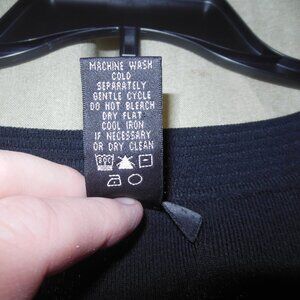 MACHINE WASH
COLD
SEPARATELY
GENTLE CYCLE
DO NOT BLEACH
DRY FLAT
COOL IRON
IF NECESSARY
OR DRY CLEAN